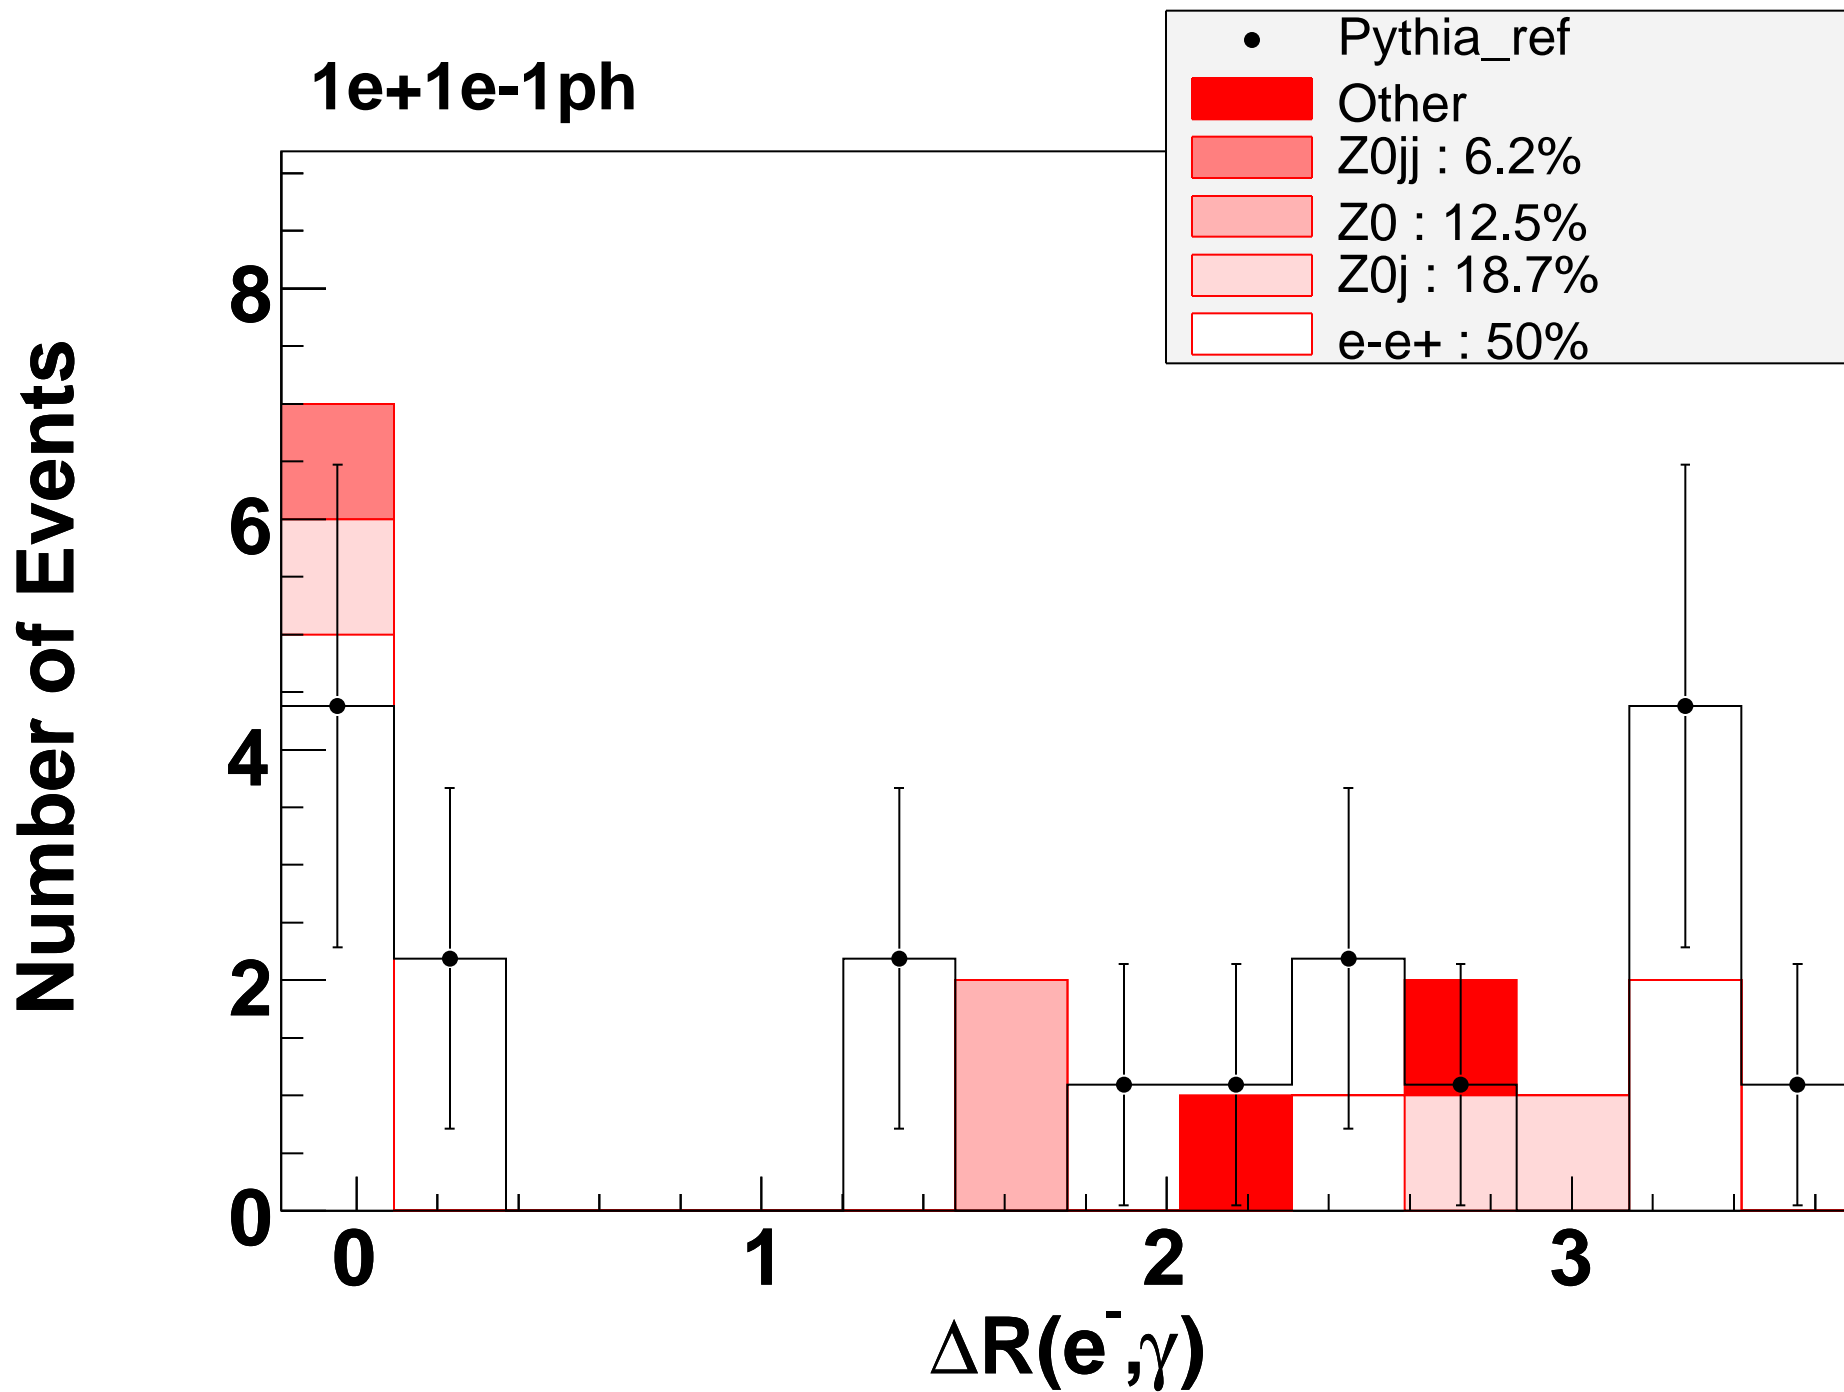 1e+1e-1ph
Pythia_ref
Other
Z0jj : 6.2%
Z0 : 12.5%
Z0j : 18.7%
e-e+ : 50%
Number of Events
8
6
4
2
0
0 1 2 3
ΔR(e⁻,γ)